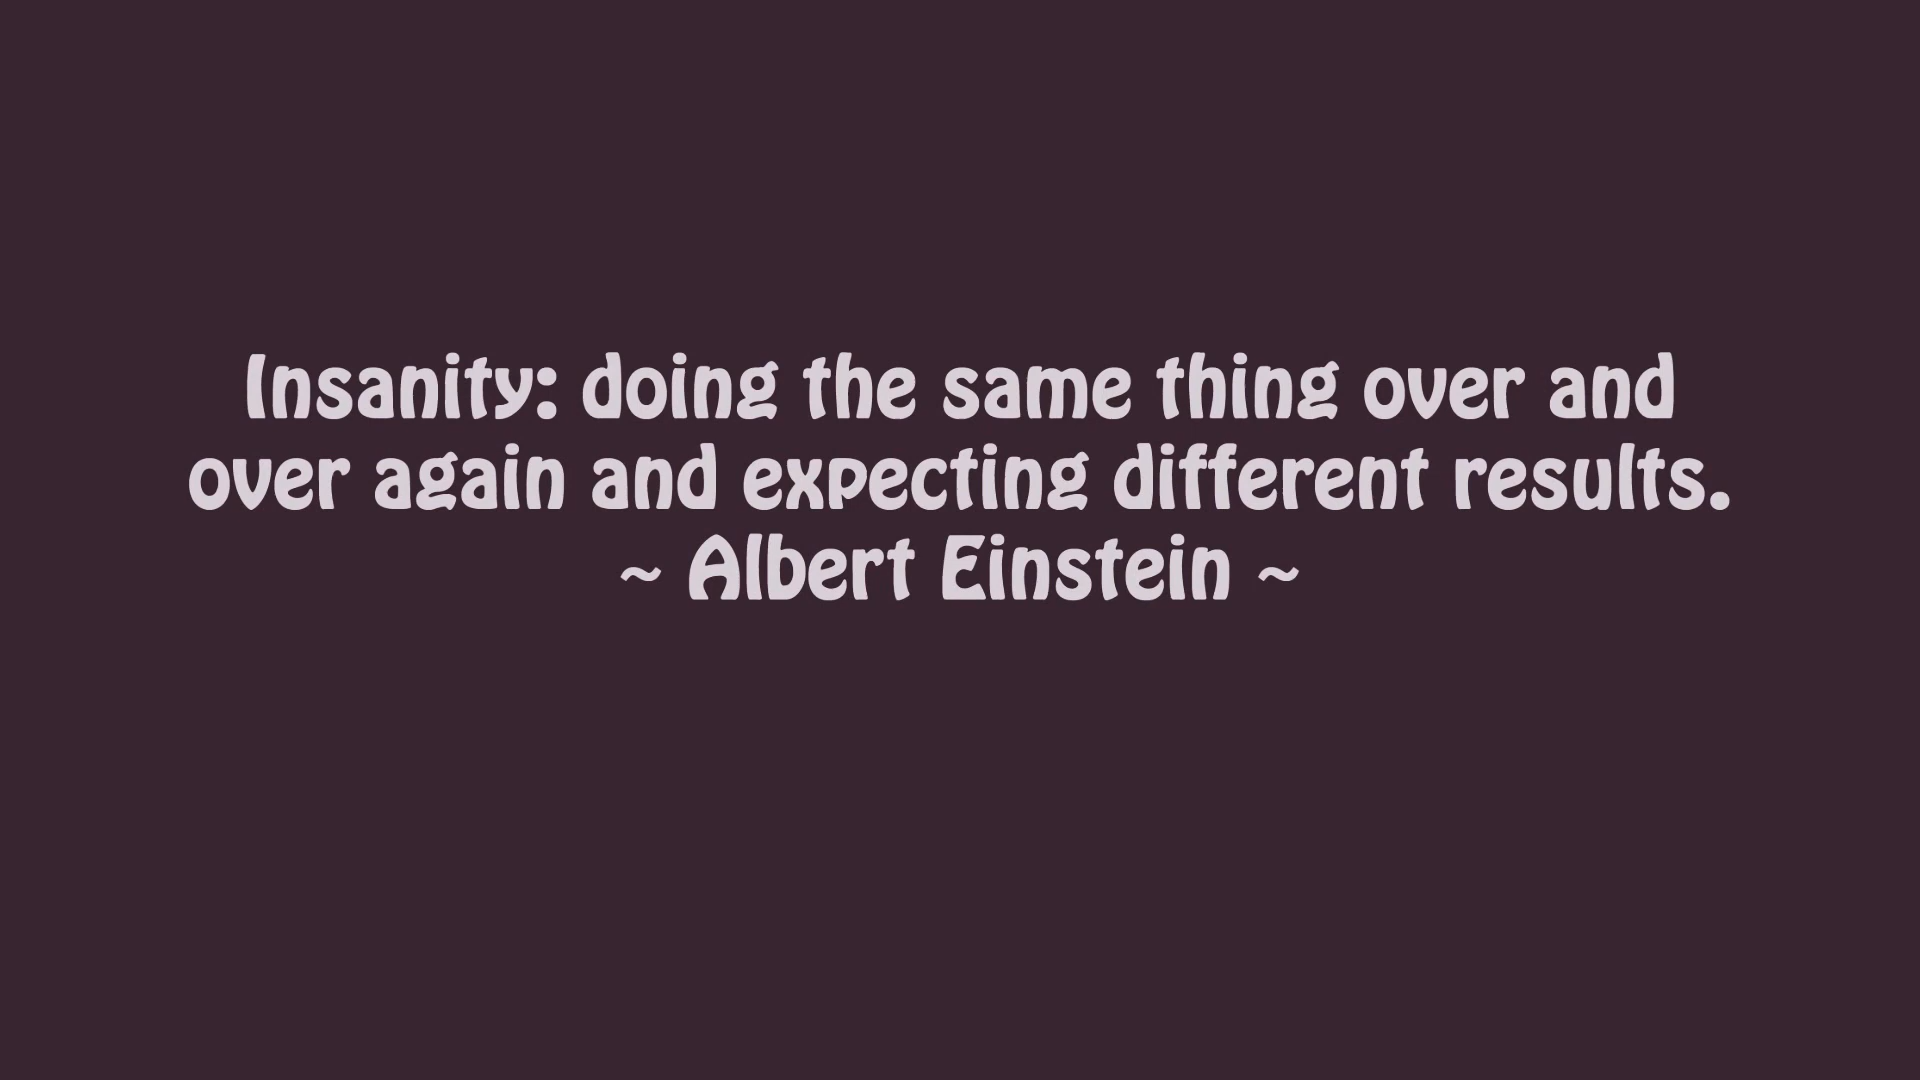 Insanity: doing the same thing over and
over again and expecting different results.
~ Albert Einstein ~